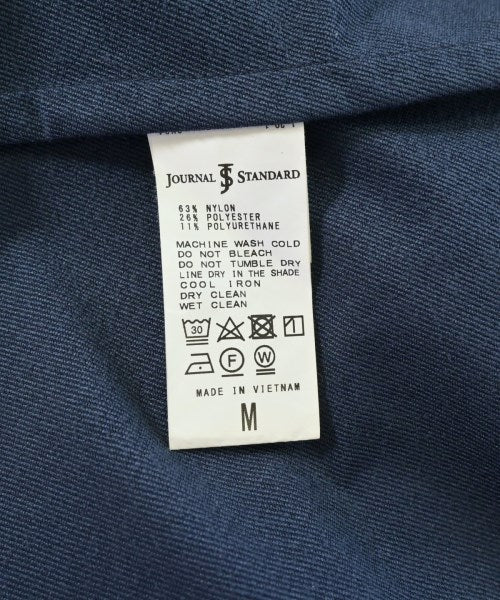 JOURNAL JS STANDARD
63% NYLON
26% POLYESTER
11% POLYURETHANE
MACHINE WASH COLD
DO NOT BLEACH
DO NOT TUMBLE DRY
LINE DRY IN THE SHADE
COOL IRON
DRY CLEAN
WET CLEAN
30
F W
MADE IN VIETNAM
M